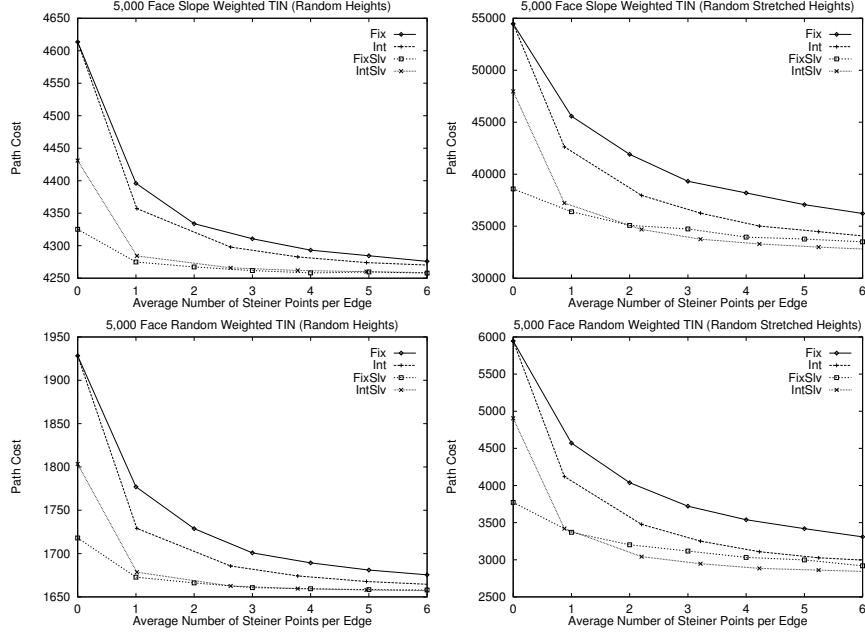 5,000 Face Slope Weighted TIN (Random Heights)
4650
4600
4550
4500
4450
4400
4350
4300
4250
Path Cost
Fix
Int
FixSlv
IntSlv
0 1 2 3 4 5 6
Average Number of Steiner Points per Edge
5,000 Face Slope Weighted TIN (Random Stretched Heights)
55000
50000
45000
40000
35000
30000
Path Cost
Fix
Int
FixSlv
IntSlv
0 1 2 3 4 5 6
Average Number of Steiner Points per Edge
5,000 Face Random Weighted TIN (Random Heights)
1950
1900
1850
1800
1750
1700
1650
Path Cost
Fix
Int
FixSlv
IntSlv
0 1 2 3 4 5 6
Average Number of Steiner Points per Edge
5,000 Face Random Weighted TIN (Random Stretched Heights)
6000
5500
5000
4500
4000
3500
3000
2500
Path Cost
Fix
Int
FixSlv
IntSlv
0 1 2 3 4 5 6
Average Number of Steiner Points per Edge